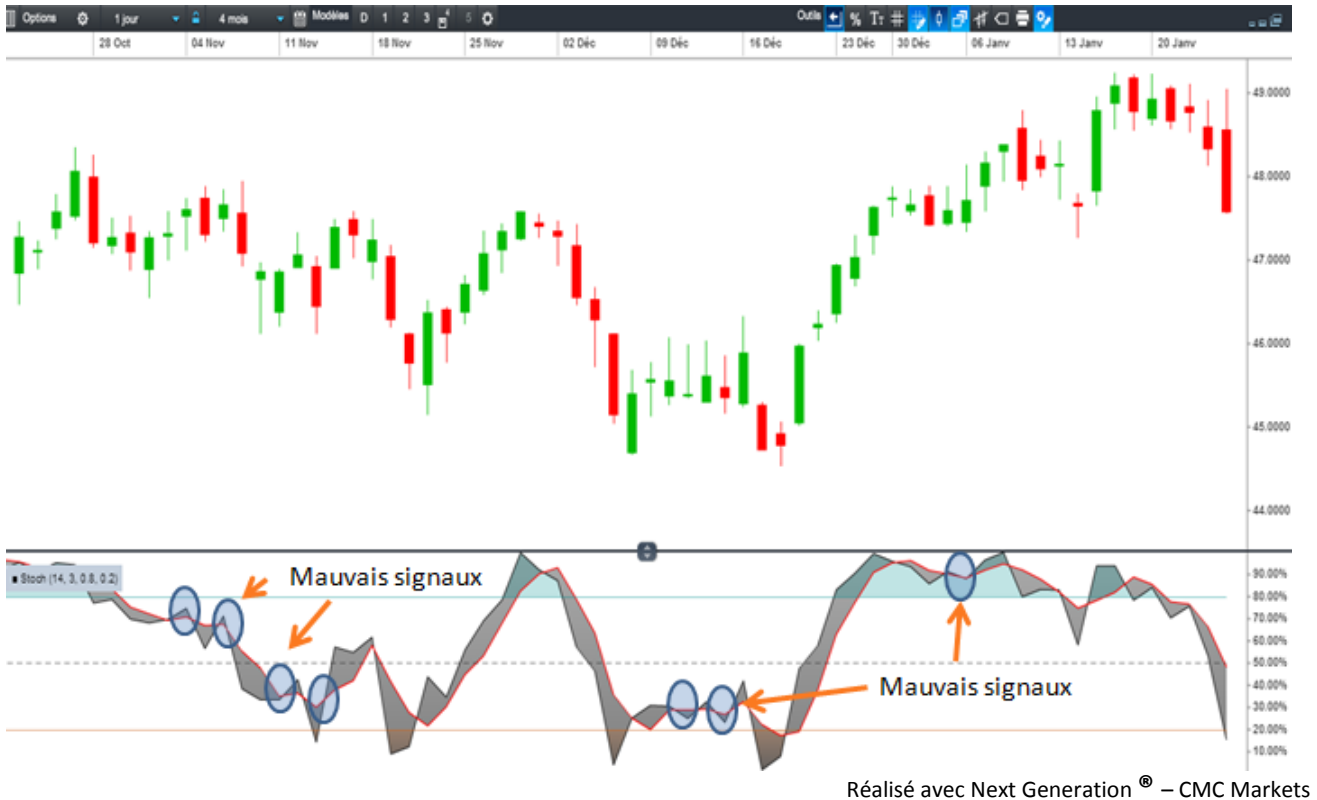 Options 1 jour 4 mois Modèles D 1 2 3 4 5 Outils % Tт
28 Oct 04 Nov 11 Nov 18 Nov 25 Nov 02 Déc 09 Déc 16 Déc 23 Déc 30 Déc 06 Janv 13 Janv 20 Janv
49.0000
48.0000
47.0000
46.0000
45.0000
44.0000
Stoch (14, 3, 0.8, 0.2)
Mauvais signaux
Mauvais signaux
90.00%
80.00%
70.00%
60.00%
50.00%
40.00%
30.00%
20.00%
10.00%
Réalisé avec Next Generation ® – CMC Markets